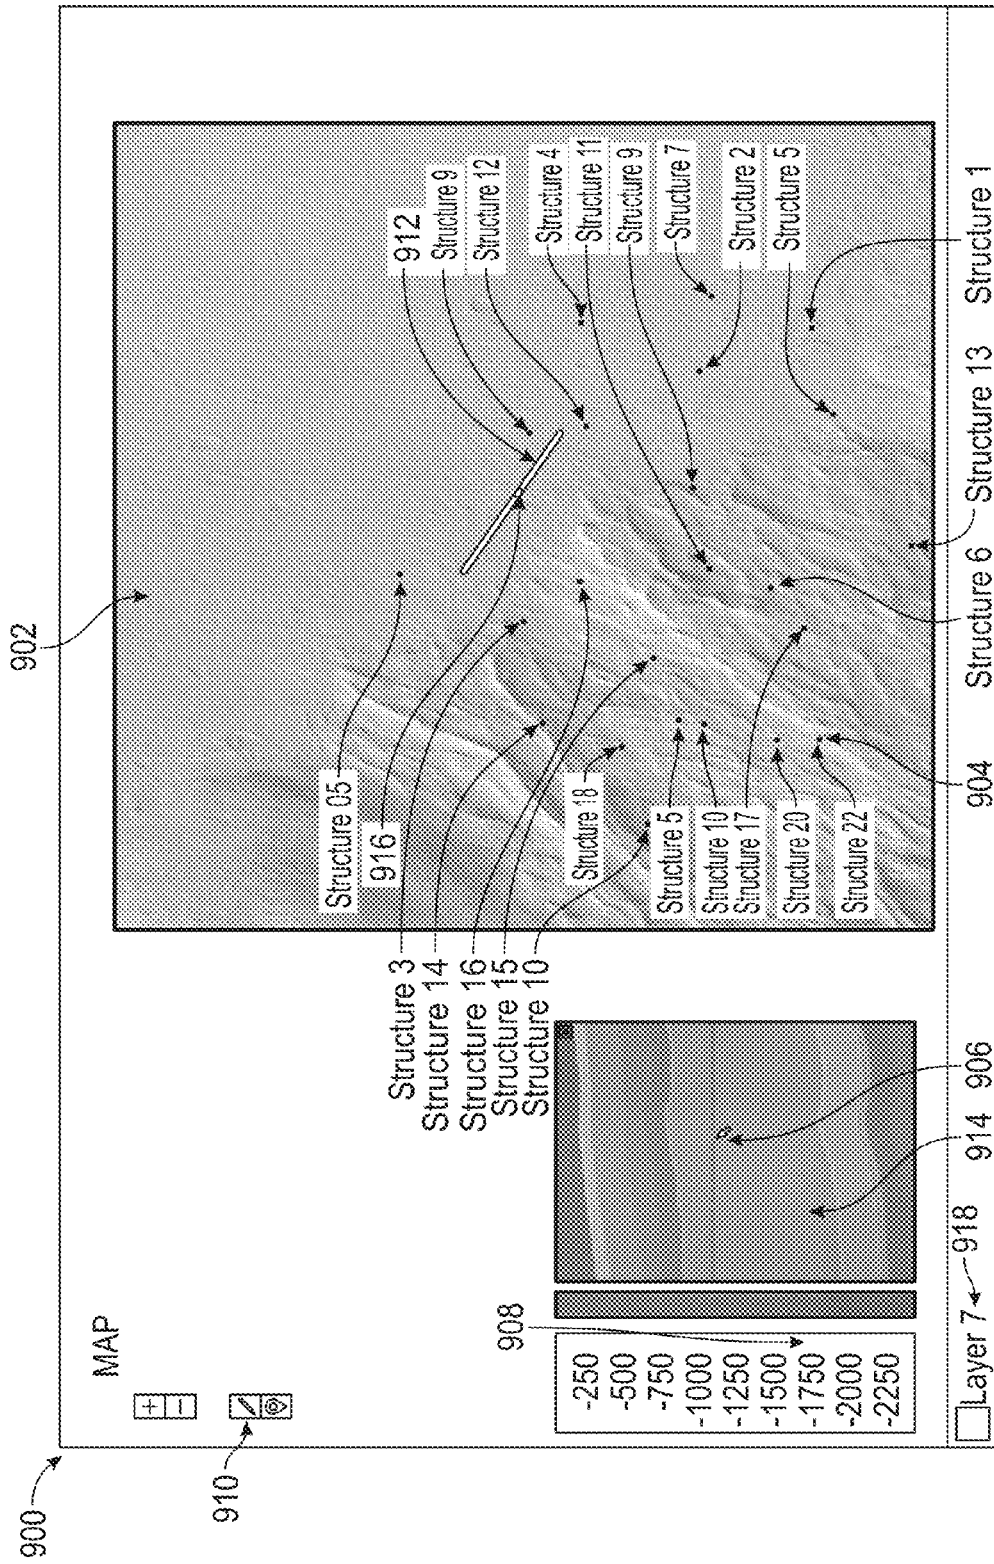 900
902
MAP
+
−
910
912
Structure 9
Structure 12
Structure 05
916
Structure 3
Structure 14
Structure 16
Structure 15
Structure 10
Structure 4
Structure 11
Structure 9
Structure 7
Structure 2
Structure 5
Structure 18
Structure 5
Structure 10
Structure 17
Structure 20
Structure 22
908
-250
-500
-750
-1000
-1250
-1500
-1750
-2000
-2250
Layer 7
918
914
906
904
Structure 6
Structure 13
Structure 1